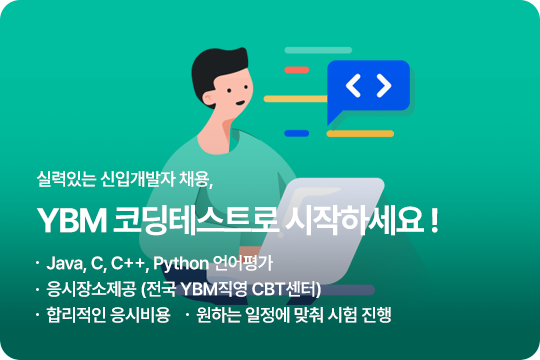 실력있는 신입개발자 채용,
YBM 코딩테스트로 시작하세요 !
· Java, C, C++, Python 언어평가
· 응시장소제공 (전국 YBM직영 CBT센터)
· 합리적인 응시비용 · 원하는 일정에 맞춰 시험 진행